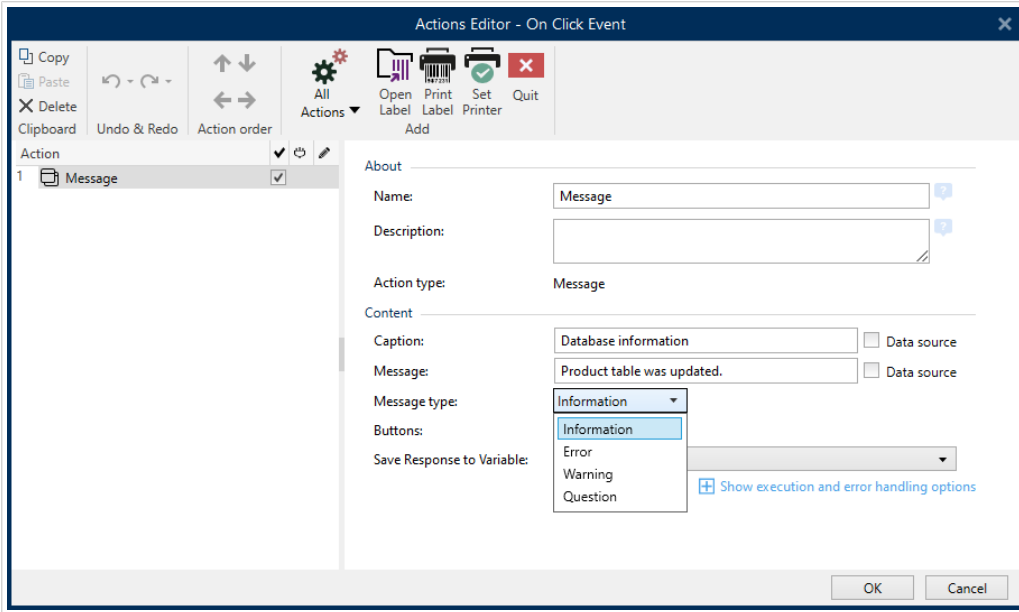 Actions Editor - On Click Event
Copy
Paste
Delete
Clipboard
Undo & Redo
Action order
All
Actions
Open
Label
Print
Label
Set
Printer
Quit
Add
Action
1 Message
About
Name: Message
Description:
Action type: Message
Content
Caption: Database information Data source
Message: Product table was updated. Data source
Message type: Information
Buttons: Information
Error
Save Response to Variable:
Warning
Question
Show execution and error handling options
OK Cancel